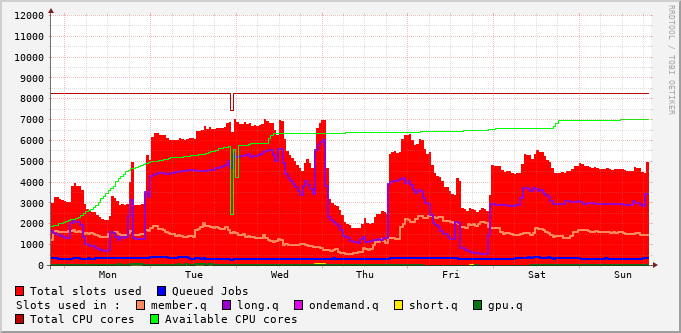 12000
11000
10000
9000
8000
7000
6000
5000
4000
3000
2000
1000
0
Mon Tue Wed Thu Fri Sat Sun
RRDTOOL / TOBI OETIKER
Total slots used Queued Jobs
Slots used in : member.q long.q ondemand.q short.q gpu.q
Total CPU cores Available CPU cores